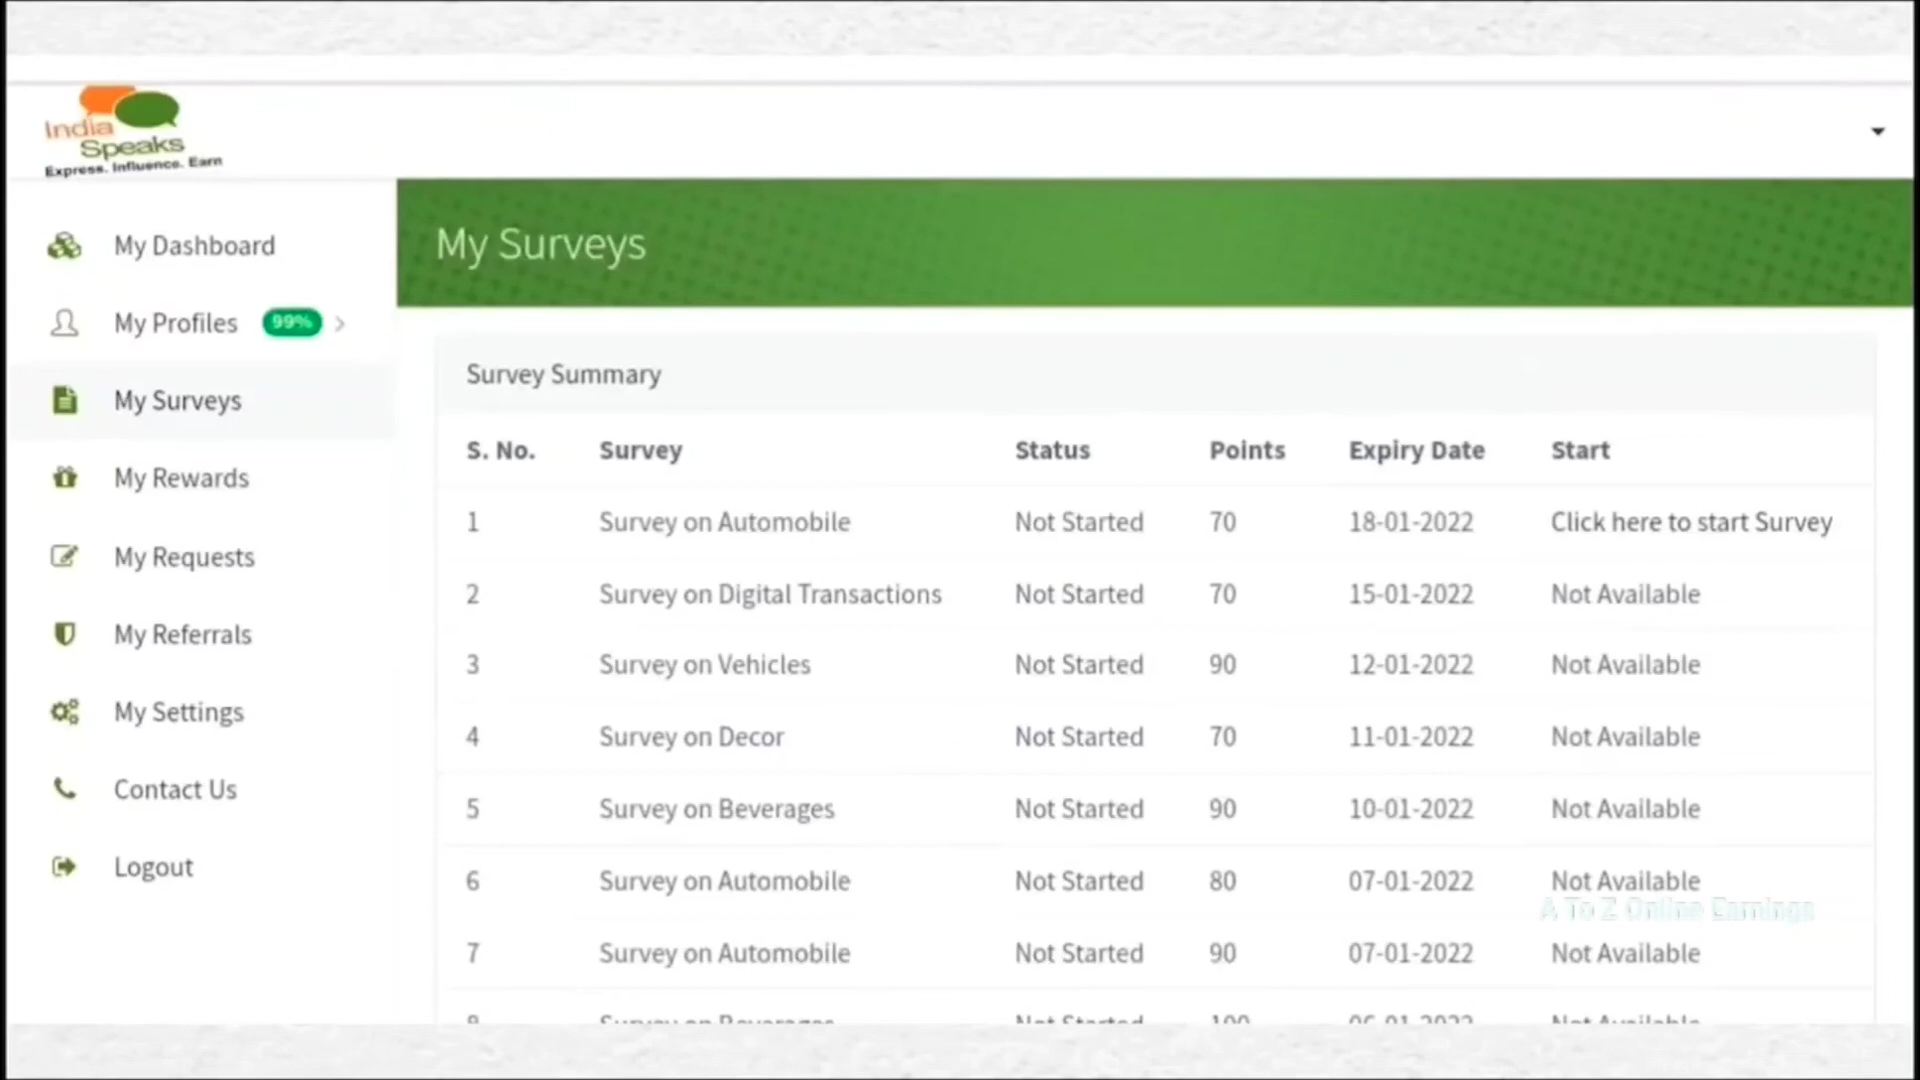 India
Speaks
Express. Influence. Earn
My Dashboard
My Profiles 99%
My Surveys
My Rewards
My Requests
My Referrals
My Settings
Contact Us
Logout
My Surveys
Survey Summary
S. No. Survey Status Points Expiry Date Start
1 Survey on Automobile Not Started 70 18-01-2022 Click here to start Survey
2 Survey on Digital Transactions Not Started 70 15-01-2022 Not Available
3 Survey on Vehicles Not Started 90 12-01-2022 Not Available
4 Survey on Decor Not Started 70 11-01-2022 Not Available
5 Survey on Beverages Not Started 90 10-01-2022 Not Available
6 Survey on Automobile Not Started 80 07-01-2022 Not Available
A To Z Online Earnings
7 Survey on Automobile Not Started 90 07-01-2022 Not Available